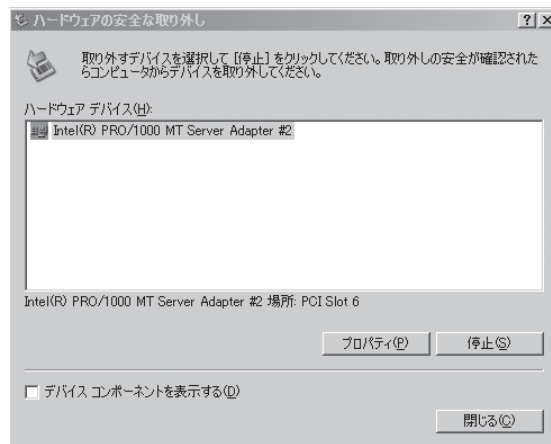 ハードウェアの安全な取り外し
取り外すデバイスを選択して [停止] をクリックしてください。取り外しの安全が確認された
らコンピュータからデバイスを取り外してください。
ハードウェア デバイス(H):
Intel(R) PRO/1000 MT Server Adapter #2
Intel(R) PRO/1000 MT Server Adapter #2 場所: PCI Slot 6
プロパティ(P)
停止(S)
デバイス コンポーネントを表示する(D)
閉じる(C)